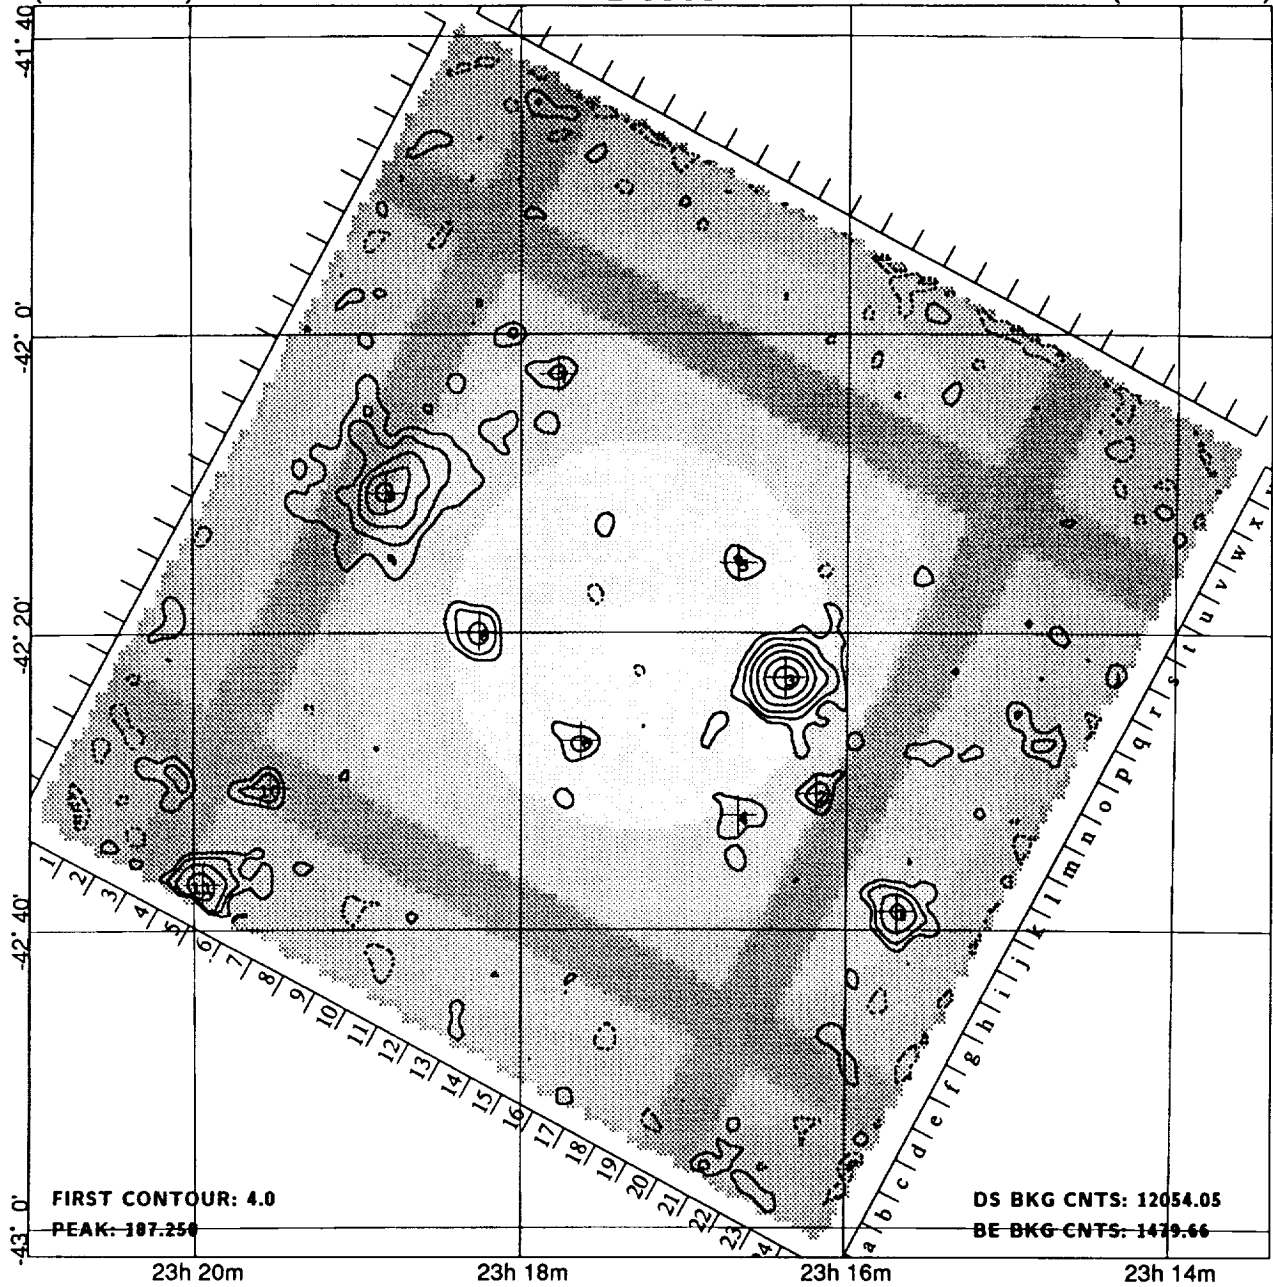 -41° 40
-42° 0'
-42° 20'
-42° 40'
-43° 0'
1 2 3 4 5 6 7 8 9 10 11 12 13 14 15 16 17 18 19 20 21 22 23 24
a b c d e f g h i j k l m n o p q r s t u v w x
FIRST CONTOUR: 4.0
PEAK: 187.250
DS BKG CNTS: 12054.05
BE BKG CNTS: 1479.66
23h 20m 23h 18m 23h 16m 23h 14m